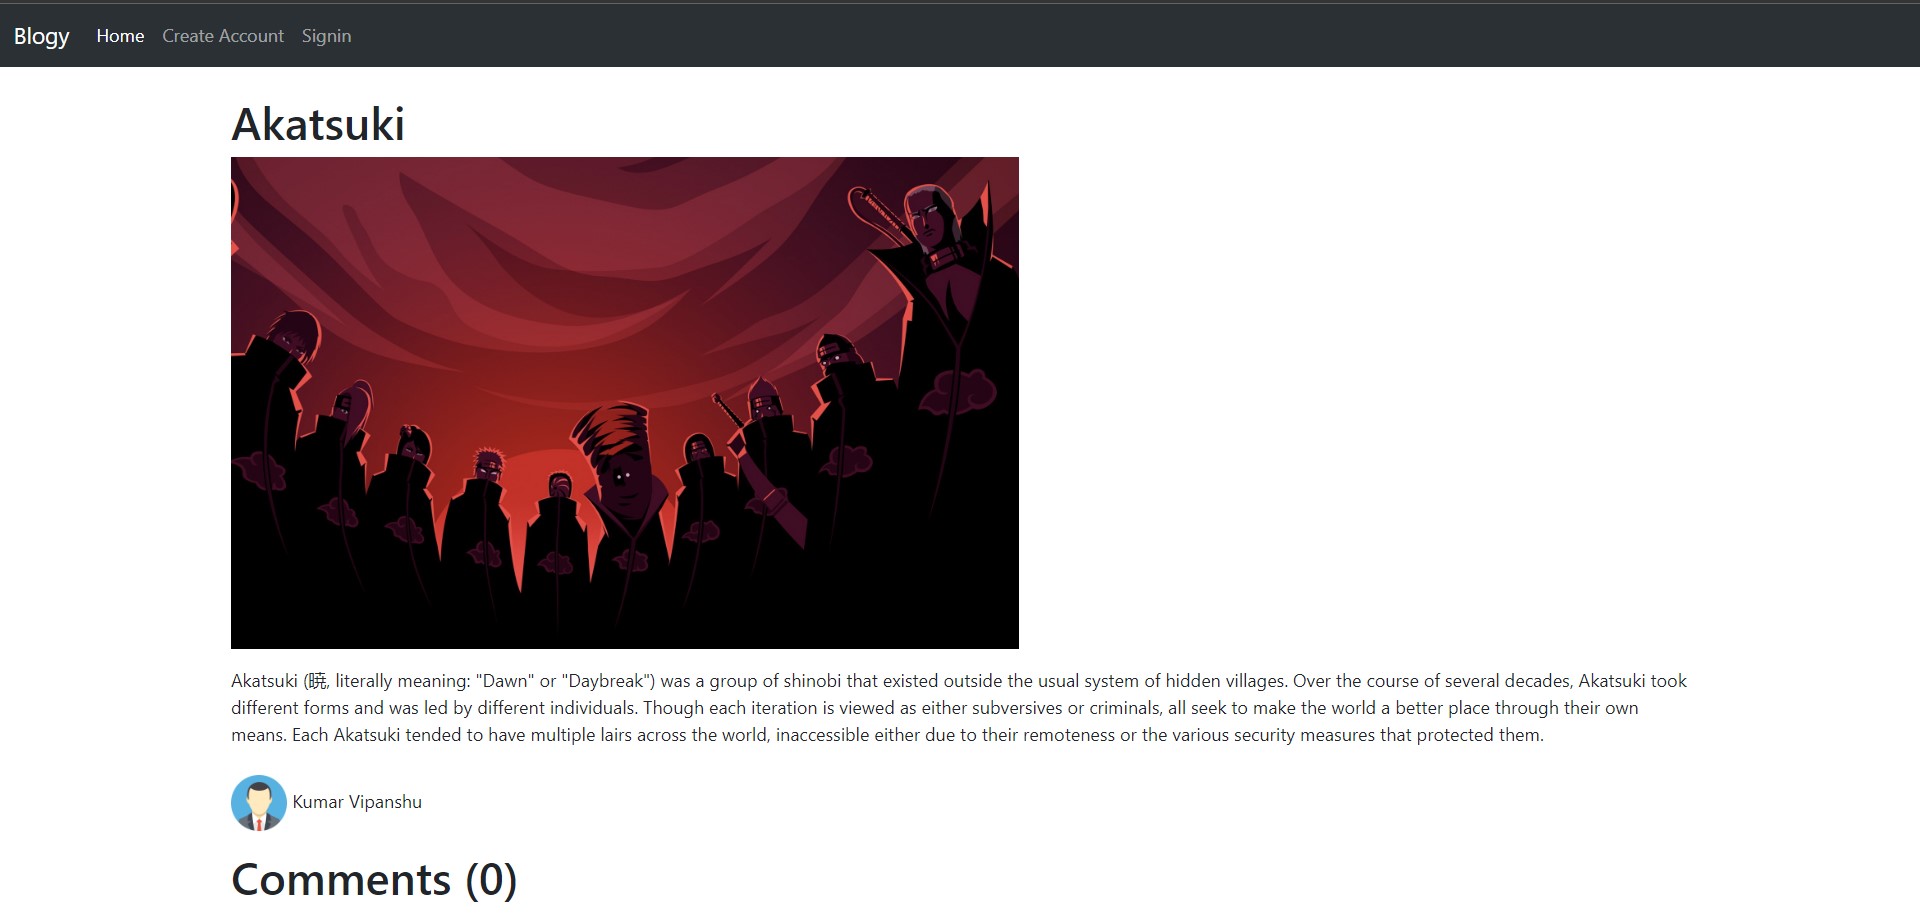 Blogy Home Create Account Signin
Akatsuki
Akatsuki (暁, literally meaning: "Dawn" or "Daybreak") was a group of shinobi that existed outside the usual system of hidden villages. Over the course of several decades, Akatsuki took
different forms and was led by different individuals. Though each iteration is viewed as either subversives or criminals, all seek to make the world a better place through their own
means. Each Akatsuki tended to have multiple lairs across the world, inaccessible either due to their remoteness or the various security measures that protected them.
Kumar Vipanshu
Comments (0)